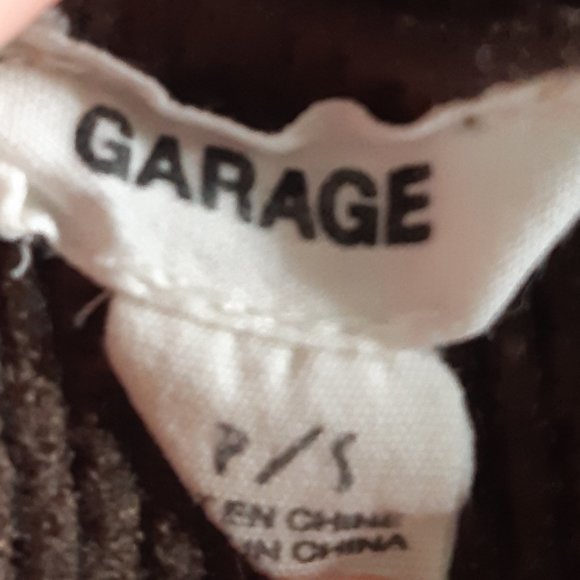 GARAGE
P/S
EN CHINE
IN CHINA